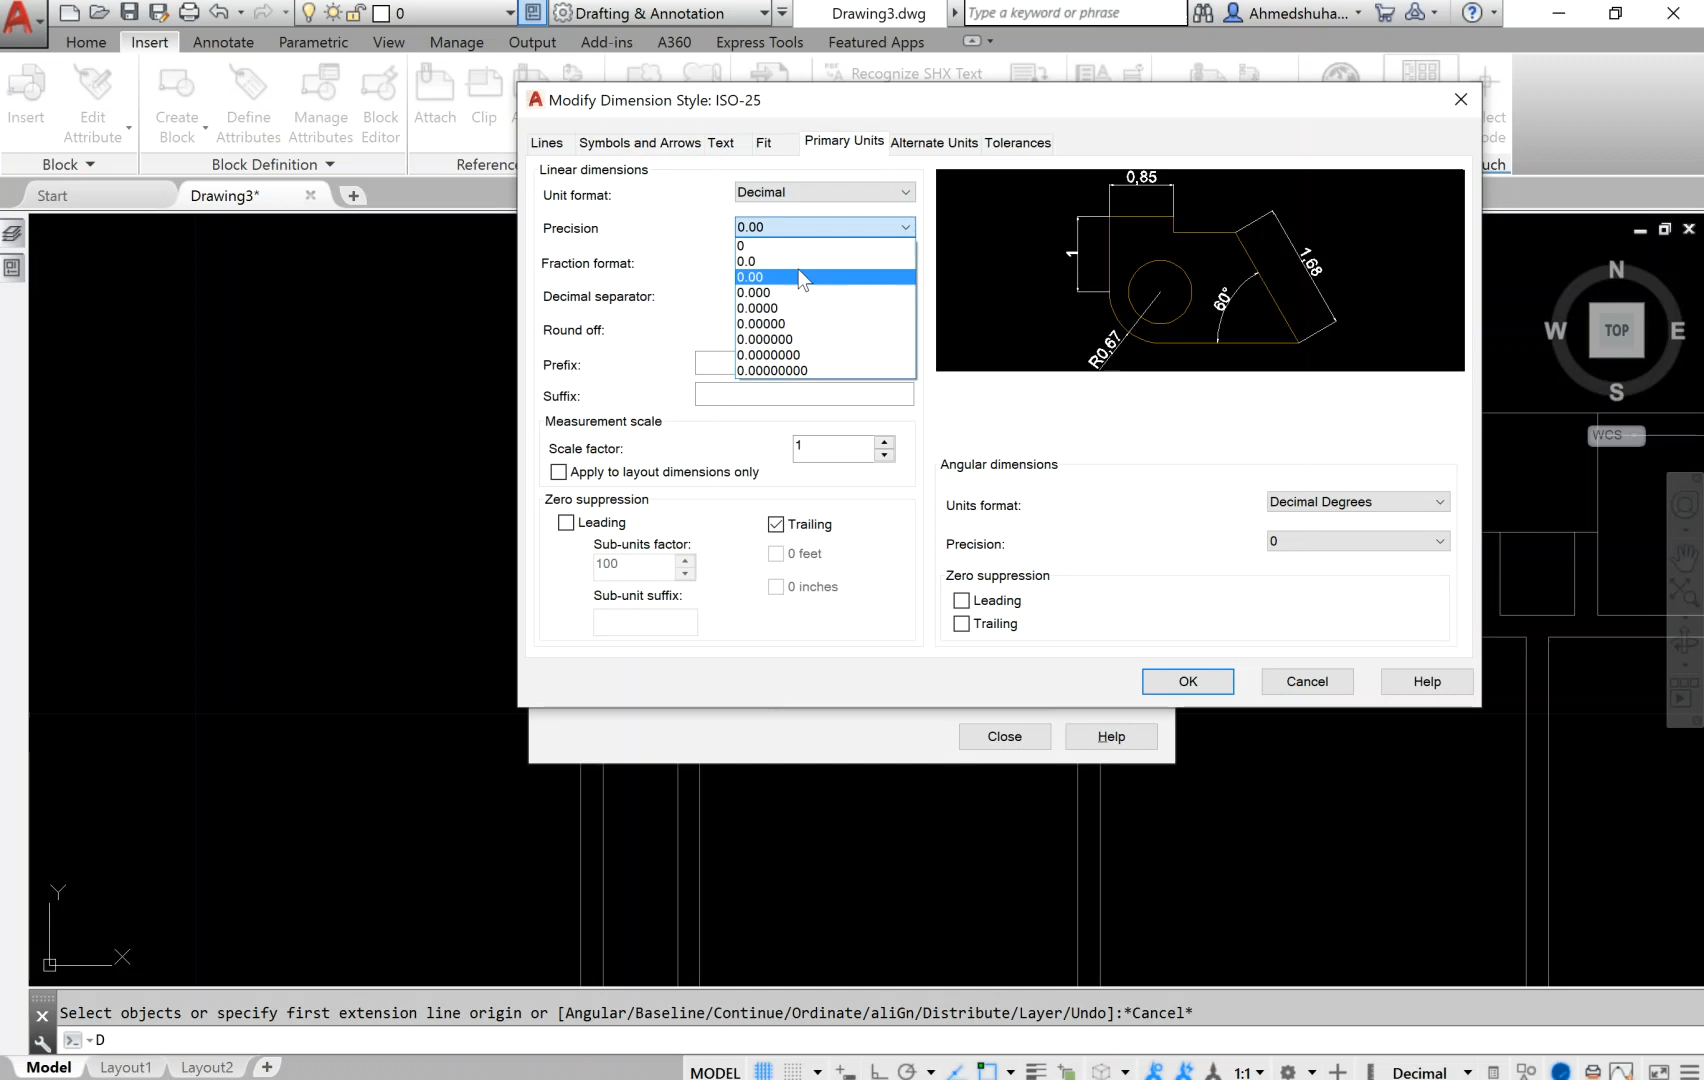 0
Drafting & Annotation
Drawing3.dwg
Type a keyword or phrase
Ahmedshuha...
Home Insert Annotate Parametric View Manage Output Add-ins A360 Express Tools Featured Apps
Recognize SHX Text
Insert
Edit
Attribute
Create
Block
Define
Attributes
Manage
Attributes
Block
Editor
Attach
Clip
Block
Block Definition
Start
Drawing3*
Modify Dimension Style: ISO-25
Lines
Symbols and Arrows
Text
Fit
Primary Units
Alternate Units
Tolerances
Linear dimensions
Unit format:
Decimal
Precision
0.00
0
0.0
0.00
0.000
0.0000
0.00000
0.000000
0.0000000
0.00000000
Fraction format:
Decimal separator:
Round off:
Prefix:
Suffix:
Measurement scale
Scale factor:
1
Apply to layout dimensions only
Zero suppression
Leading
Trailing
Sub-units factor:
100
0 feet
Sub-unit suffix:
0 inches
0,85
1
1,68
60°
R0,67
Angular dimensions
Units format:
Decimal Degrees
Precision:
0
Zero suppression
Leading
Trailing
OK
Cancel
Help
Close
Help
N
W
TOP
E
S
WCS
Y
X
Select objects or specify first extension line origin or [Angular/Baseline/Continue/Ordinate/aliGn/Distribute/Layer/Undo]:*Cancel*
D
Model
Layout1
Layout2
MODEL
1:1
Decimal